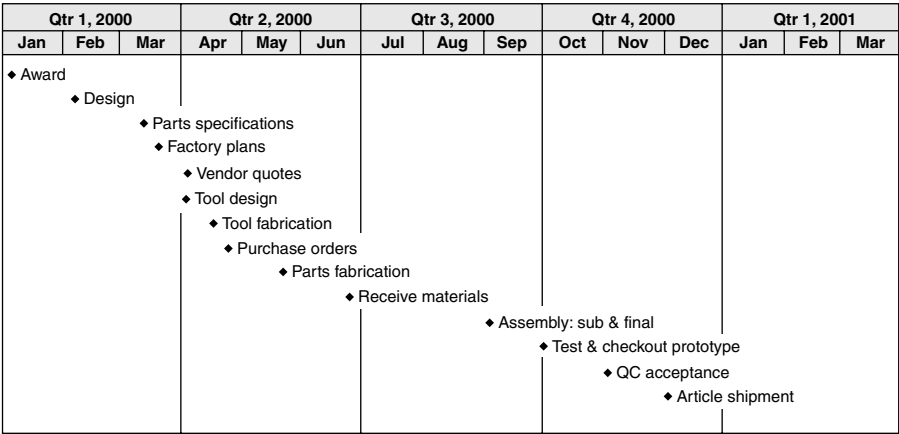 Qtr 1, 2000 Qtr 2, 2000 Qtr 3, 2000 Qtr 4, 2000 Qtr 1, 2001
Jan Feb Mar Apr May Jun Jul Aug Sep Oct Nov Dec Jan Feb Mar
Award
Design
Parts specifications
Factory plans
Vendor quotes
Tool design
Tool fabrication
Purchase orders
Parts fabrication
Receive materials
Assembly: sub & final
Test & checkout prototype
QC acceptance
Article shipment